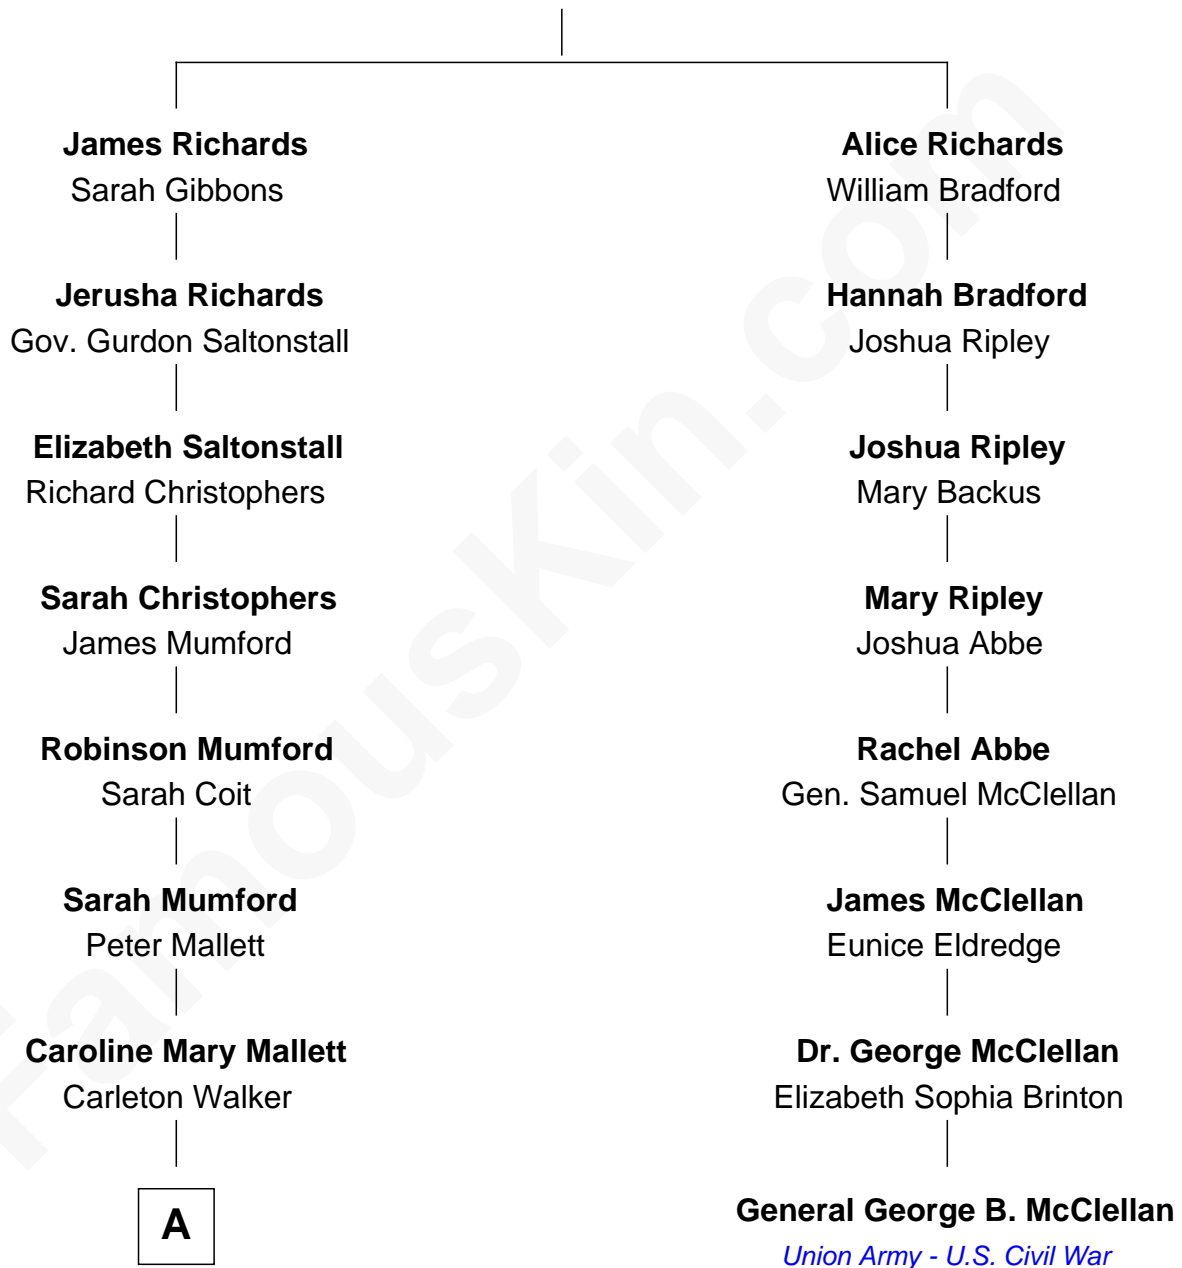 James Richards
Sarah Gibbons
Jerusha Richards
Gov. Gurdon Saltonstall
Elizabeth Saltonstall
Richard Christophers
Sarah Christophers
James Mumford
Robinson Mumford
Sarah Coit
Sarah Mumford
Peter Mallett
Caroline Mary Mallett
Carleton Walker
A
Alice Richards
William Bradford
Hannah Bradford
Joshua Ripley
Joshua Ripley
Mary Backus
Mary Ripley
Joshua Abbe
Rachel Abbe
Gen. Samuel McClellan
James McClellan
Eunice Eldredge
Dr. George McClellan
Elizabeth Sophia Brinton
General George B. McClellan
Union Army - U.S. Civil War
FamousKin.com